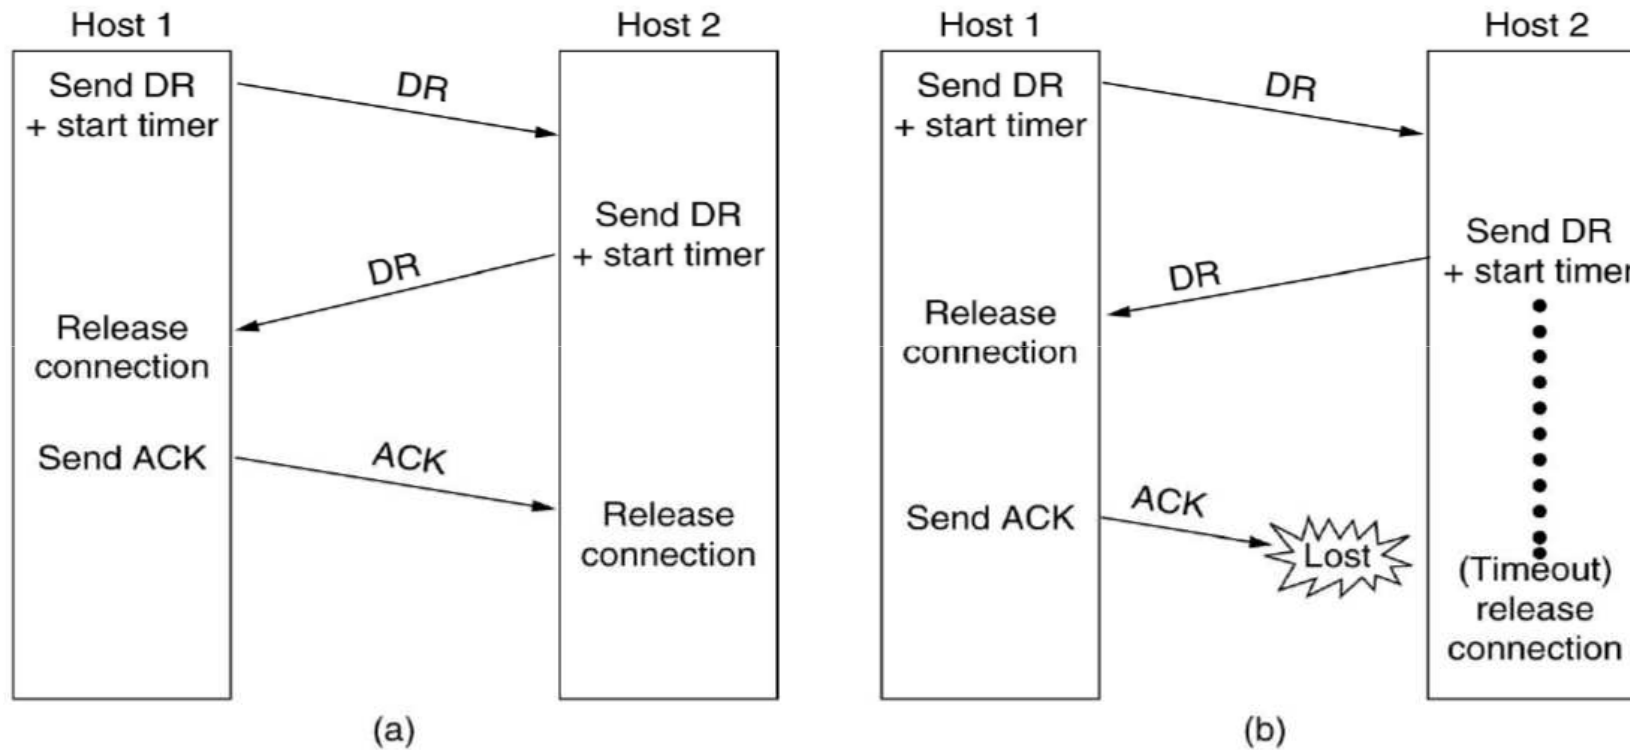 Host 1
Host 2
Send DR
+ start timer
DR
Send DR
+ start timer
DR
Release
connection
Send ACK
ACK
Release
connection
(a)
Host 1
Host 2
Send DR
+ start timer
DR
Send DR
+ start timer
DR
Release
connection
Send ACK
ACK
Lost
(Timeout)
release
connection
(b)